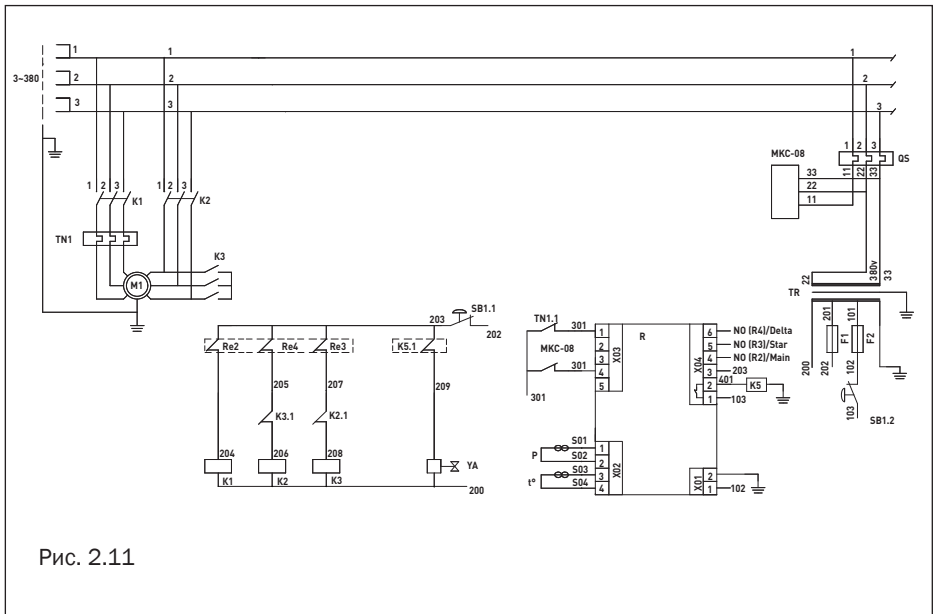 1
1
1
3~380
2
2
2
3
3
3
1 2 3
QS
MKC-08
11
22
33
33
22
11
1 2 3
K1
1 2 3
K2
TN1
K3
M1
22
380v
33
TR
SB1.1
203
202
TN1.1
301
1
R
6
NO (R4)/Delta
201
101
F1
F2
Re2
Re4
Re3
K5.1
MKC-08
2
X03
X04
5
NO (R3)/Star
3
4
NO (R2)/Main
301
4
3
203
200
202
102
205
207
209
5
2
401
K5
301
1
103
103
SB1.2
K3.1
K2.1
S01
1
P
S02
X02
2
204
206
208
YA
S03
3
X01
2
t°
S04
4
1
102
K1
K2
K3
200
Рис. 2.11